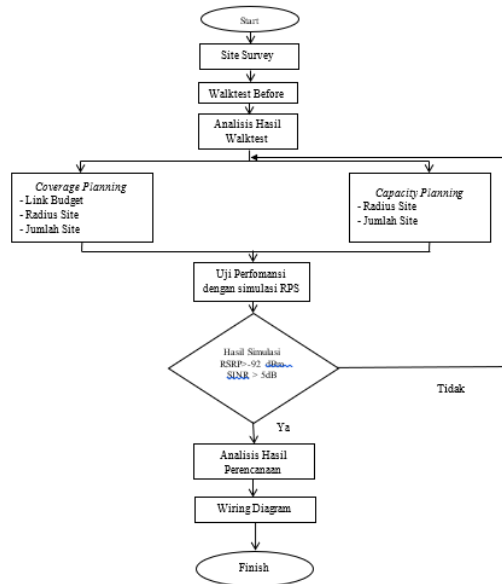 Start
Site Survey
Walktest Before
Analisis Hasil
Walktest
Coverage Planning
- Link Budget
- Radius Site
- Jumlah Site
Capacity Planning
- Radius Site
- Jumlah Site
Uji Perfomansi
dengan simulasi RPS
Hasil Simulasi
RSRP>-92 dBm
SINR > 5dB
Tidak
Ya
Analisis Hasil
Perencanaan
Wiring Diagram
Finish